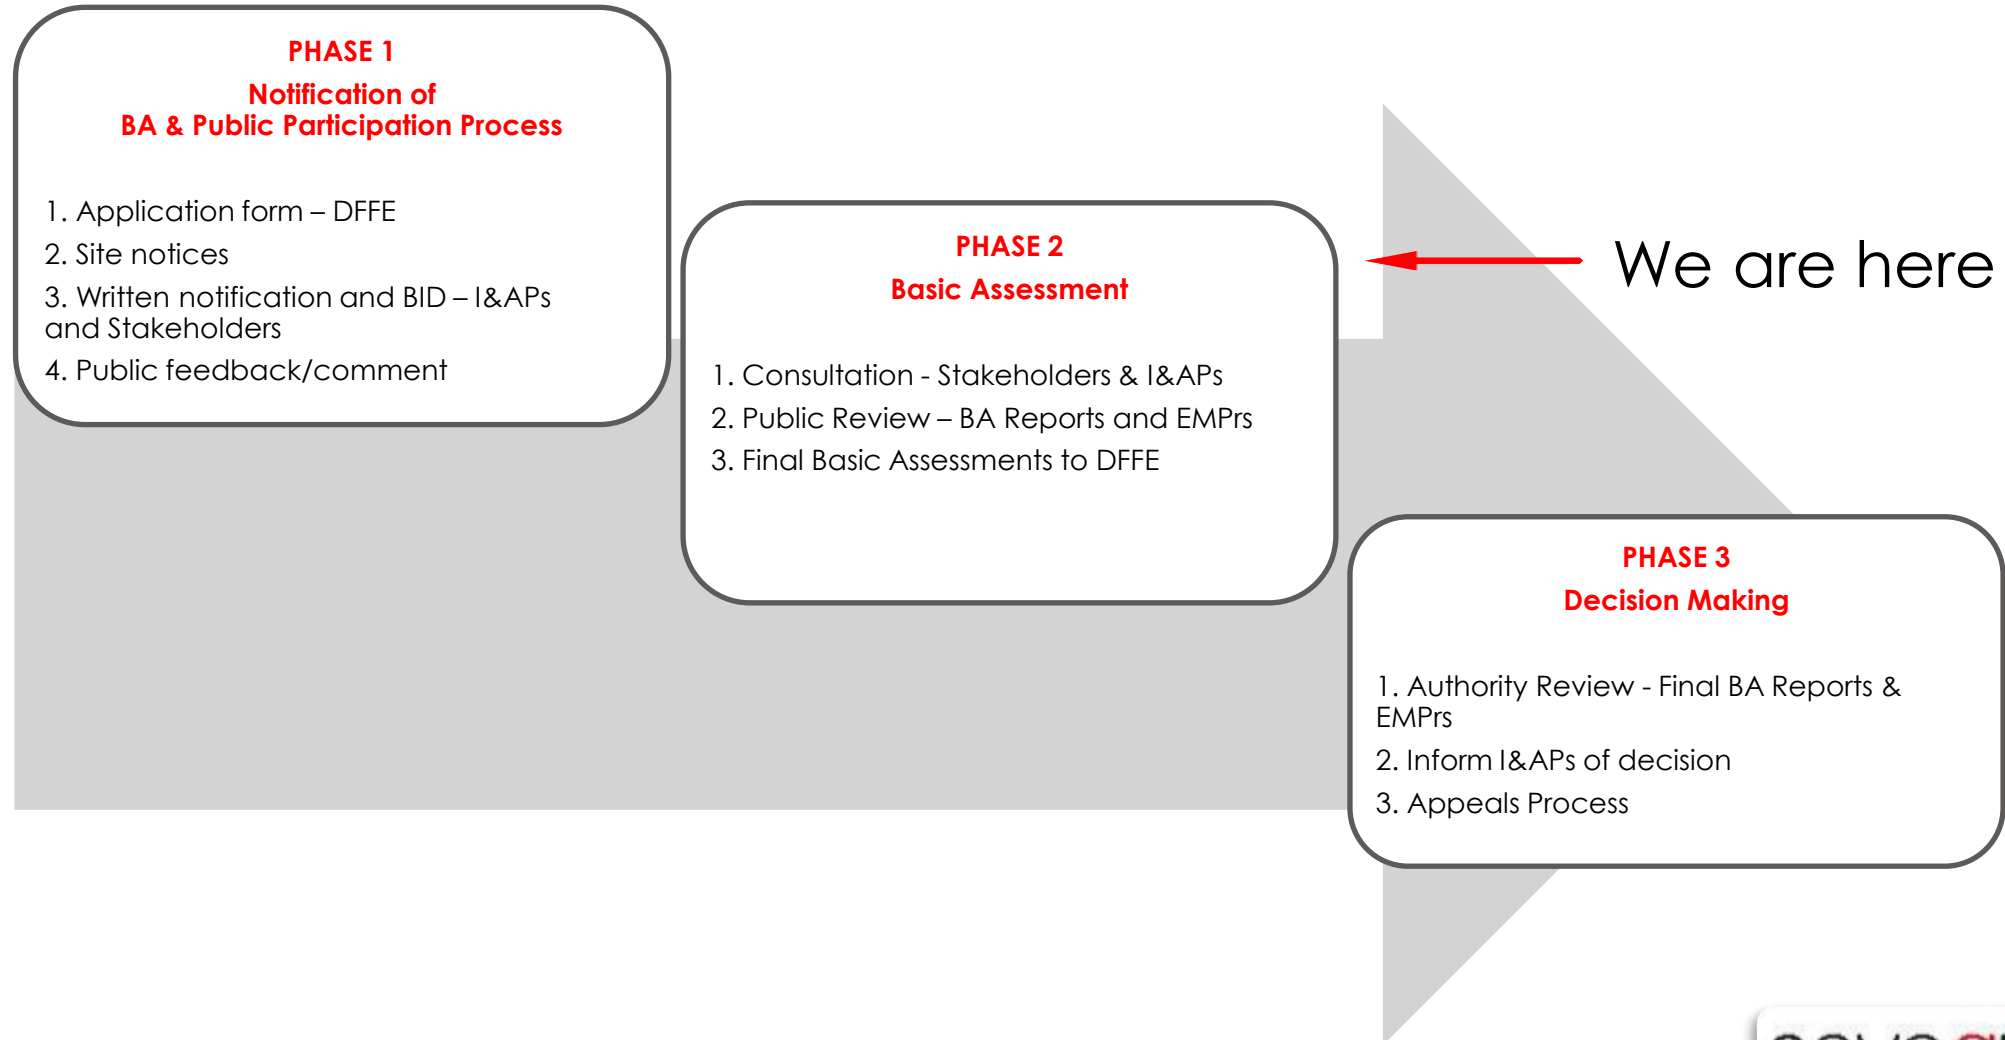 PHASE 1
Notification of
BA & Public Participation Process
1. Application form – DFFE
2. Site notices
3. Written notification and BID – I&APs
and Stakeholders
4. Public feedback/comment
PHASE 2
Basic Assessment
1. Consultation - Stakeholders & I&APs
2. Public Review – BA Reports and EMPrs
3. Final Basic Assessments to DFFE
We are here
PHASE 3
Decision Making
1. Authority Review - Final BA Reports &
EMPrs
2. Inform I&APs of decision
3. Appeals Process